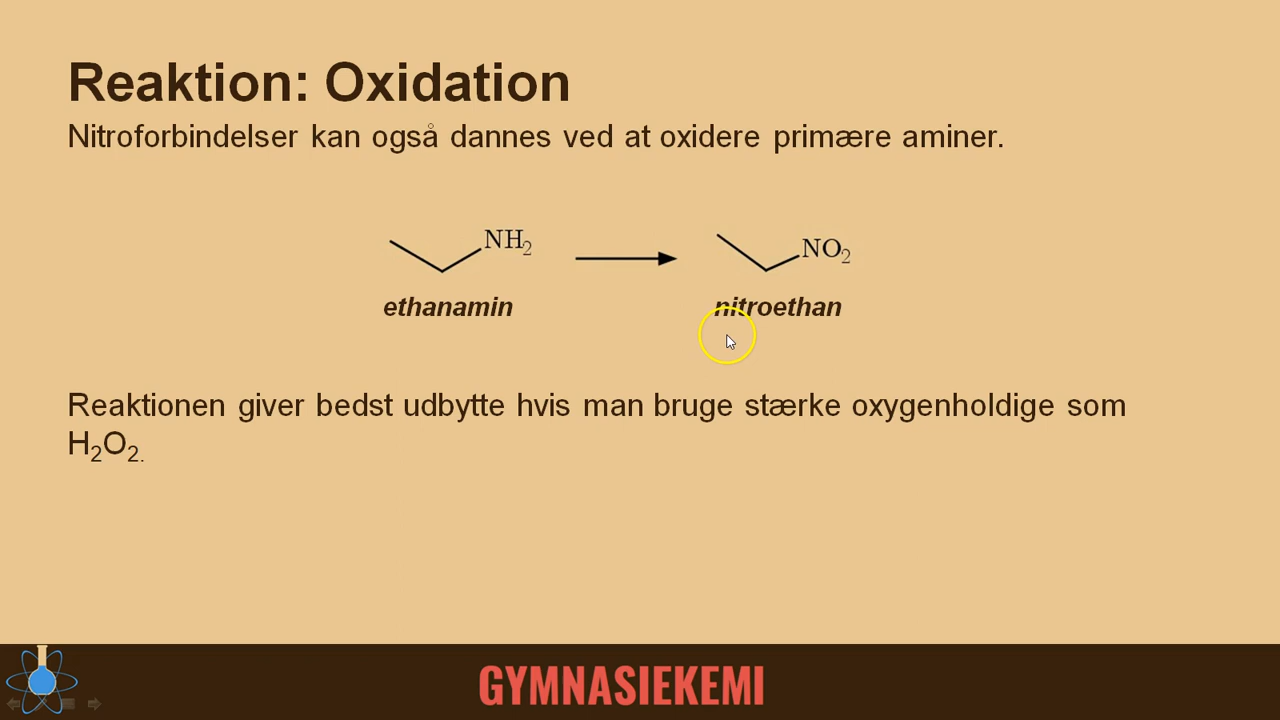 Reaktion: Oxidation
Nitroforbindelser kan også dannes ved at oxidere primære aminer.
NH₂ NO₂
ethanamin nitroethan
Reaktionen giver bedst udbytte hvis man bruge stærke oxygenholdige som
H₂O₂.
GYMNASIEKEMI